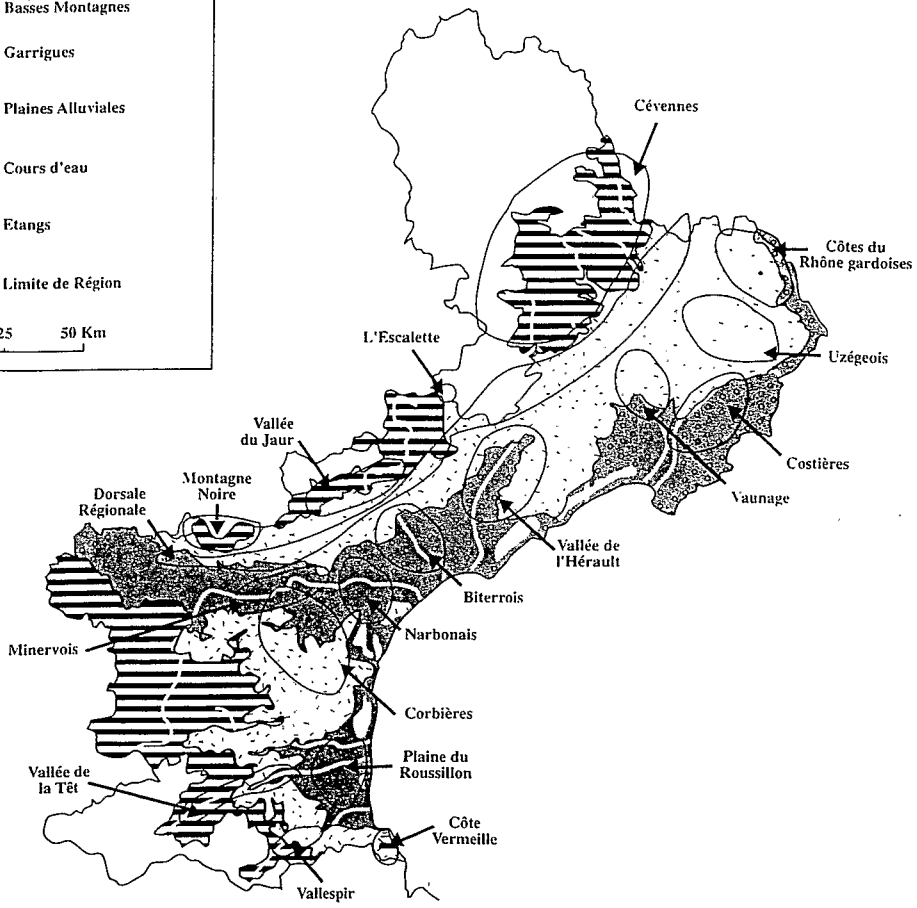 Basses Montagnes
Garrigues
Plaines Alluviales
Cours d'eau
Etangs
Limite de Région
25 50 Km
Cévennes
Côtes du
Rhône gardoises
L'Escalette
Uzégeois
Vallée
du Jaur
Costières
Montagne
Noire
Vaunage
Dorsale
Régionale
Vallée de
l'Hérault
Biterrois
Narbonais
Minervois
Corbières
Plaine du
Roussillon
Vallée de
la Têt
Côte
Vermeille
Vallespir